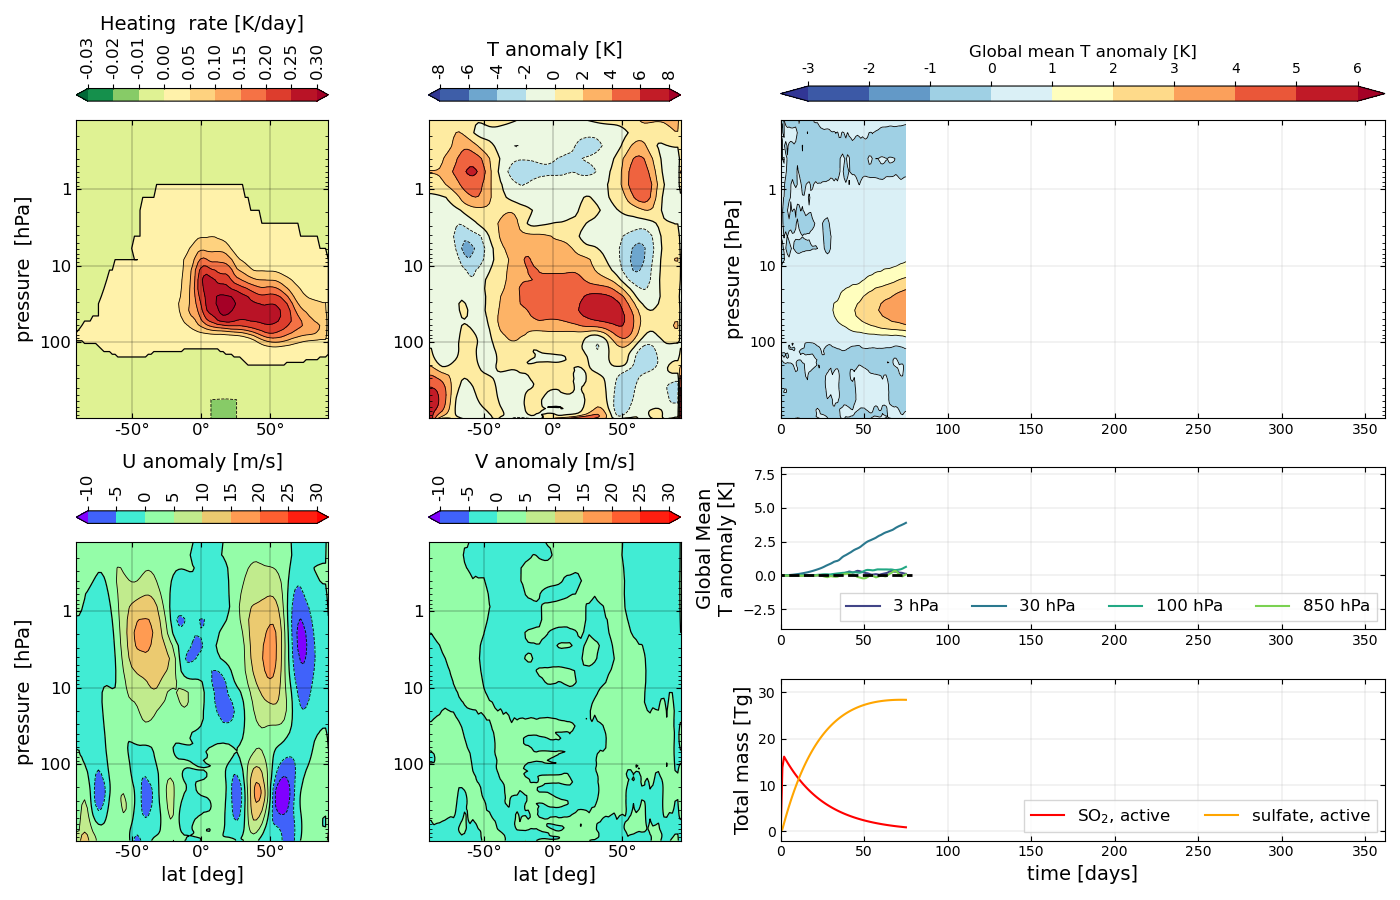 Heating  rate [K/day]
-0.03 -0.02 -0.01 0.00 0.05 0.10 0.15 0.20 0.25 0.30
pressure  [hPa]
1
10
100
-50° 0° 50°
T anomaly [K]
-8 -6 -4 -2 0 2 4 6 8
-50° 0° 50°
Global mean T anomaly [K]
-3 -2 -1 0 1 2 3 4 5 6
pressure  [hPa]
1
10
100
0 50 100 150 200 250 300 350
U anomaly [m/s]
-10 -5 0 5 10 15 20 25 30
pressure  [hPa]
1
10
100
-50° 0° 50°
lat [deg]
V anomaly [m/s]
-10 -5 0 5 10 15 20 25 30
-50° 0° 50°
lat [deg]
Global Mean
T anomaly [K]
7.5
5.0
2.5
0.0
−2.5
3 hPa 30 hPa 100 hPa 850 hPa
Total mass [Tg]
30
20
10
0
SO₂, active sulfate, active
0 50 100 150 200 250 300 350
time [days]